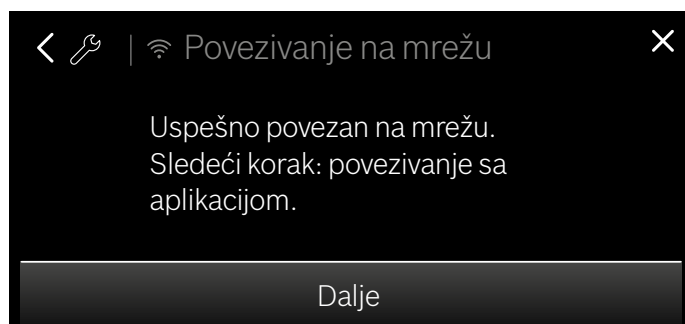 Povezivanje na mrežu
Uspešno povezan na mrežu.
Sledeći korak: povezivanje sa
aplikacijom.
Dalje